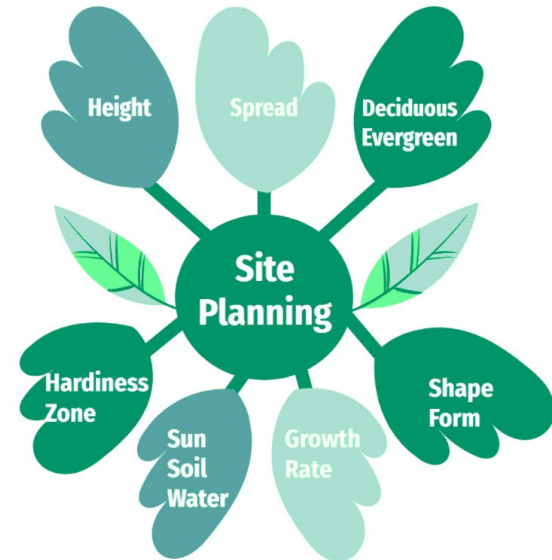 Height
Spread
Deciduous
Evergreen
Site
Planning
Hardiness
Zone
Sun
Soil
Water
Growth
Rate
Shape
Form